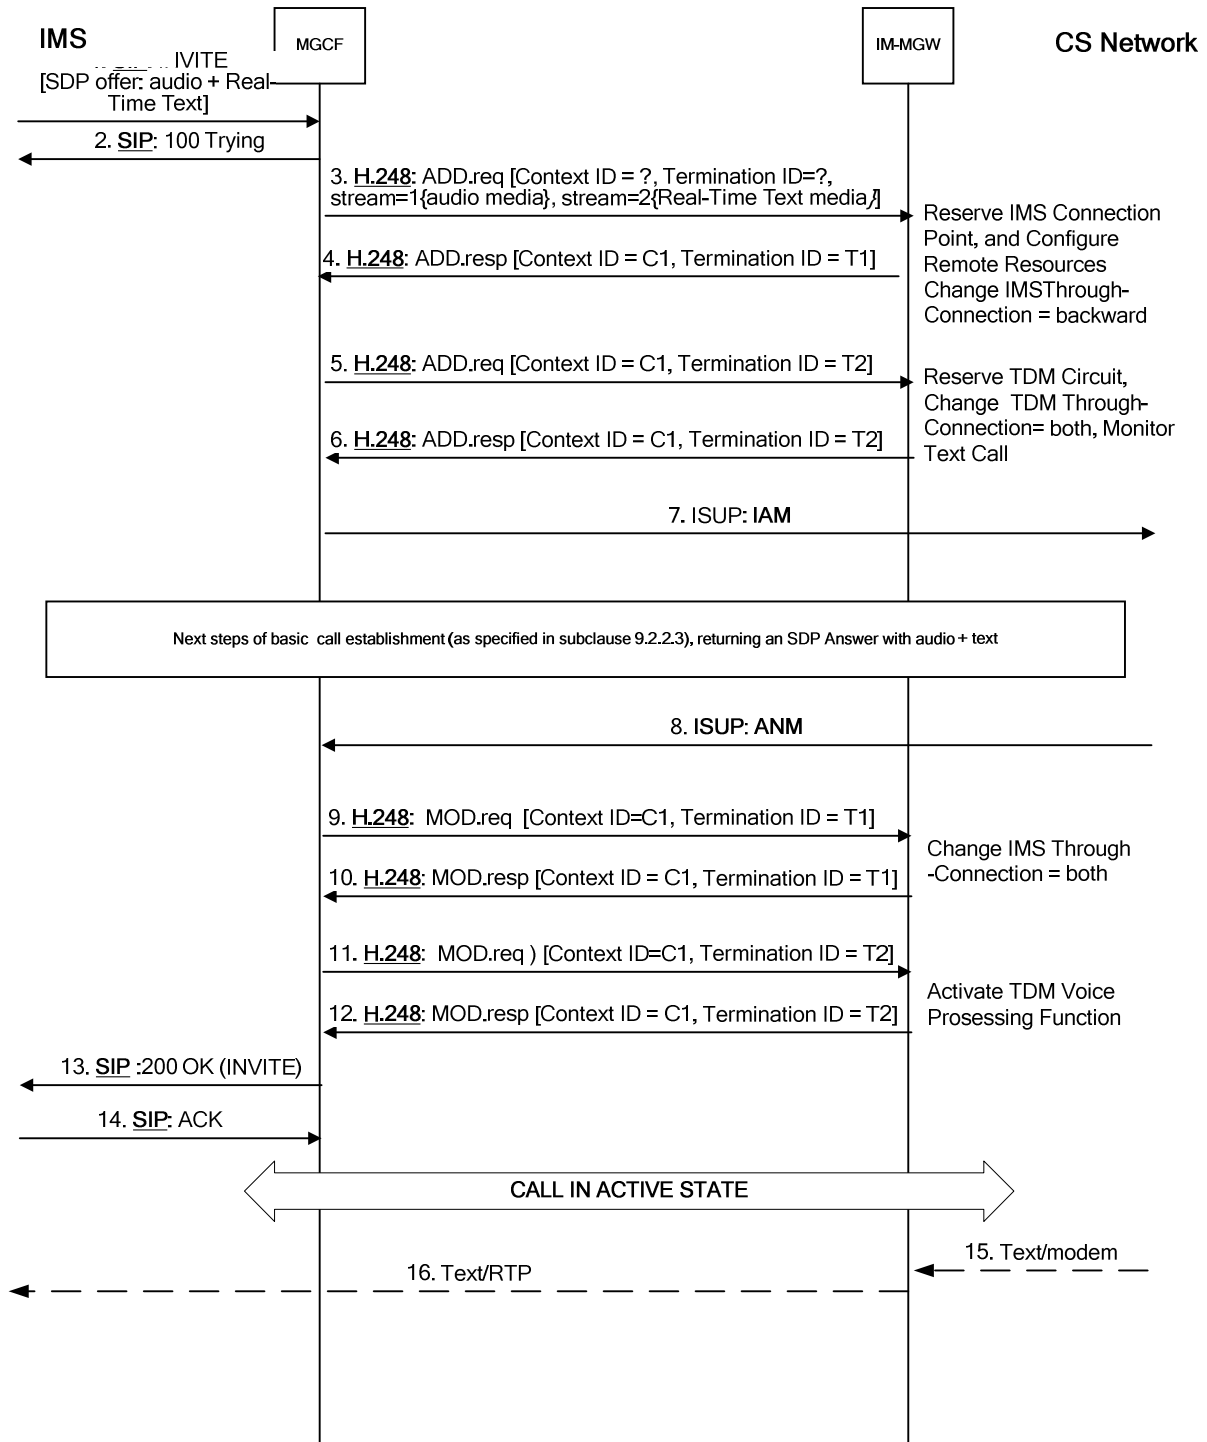 IMS
MGCF
IM-MGW
CS Network
IVITE
[SDP offer: audio + Real-
Time Text]
2. SIP: 100 Trying
3. H.248: ADD.req [Context ID = ?, Termination ID=?,
stream=1{audio media}, stream=2{Real-Time Text media}]
Reserve IMS Connection
Point, and Configure
Remote Resources
Change IMSThrough-
Connection = backward
4. H.248: ADD.resp [Context ID = C1, Termination ID = T1]
5. H.248: ADD.req [Context ID = C1, Termination ID = T2]
Reserve TDM Circuit,
Change TDM Through-
Connection= both, Monitor
Text Call
6. H.248: ADD.resp [Context ID = C1, Termination ID = T2]
7. ISUP: IAM
Next steps of basic call establishment (as specified in subclause 9.2.2.3), returning an SDP Answer with audio + text
8. ISUP: ANM
9. H.248: MOD.req [Context ID=C1, Termination ID = T1]
Change IMS Through
-Connection = both
10. H.248: MOD.resp [Context ID = C1, Termination ID = T1]
11. H.248: MOD.req ) [Context ID=C1, Termination ID = T2]
Activate TDM Voice
Prosessing Function
12. H.248: MOD.resp [Context ID = C1, Termination ID = T2]
13. SIP :200 OK (INVITE)
14. SIP: ACK
CALL IN ACTIVE STATE
15. Text/modem
16. Text/RTP